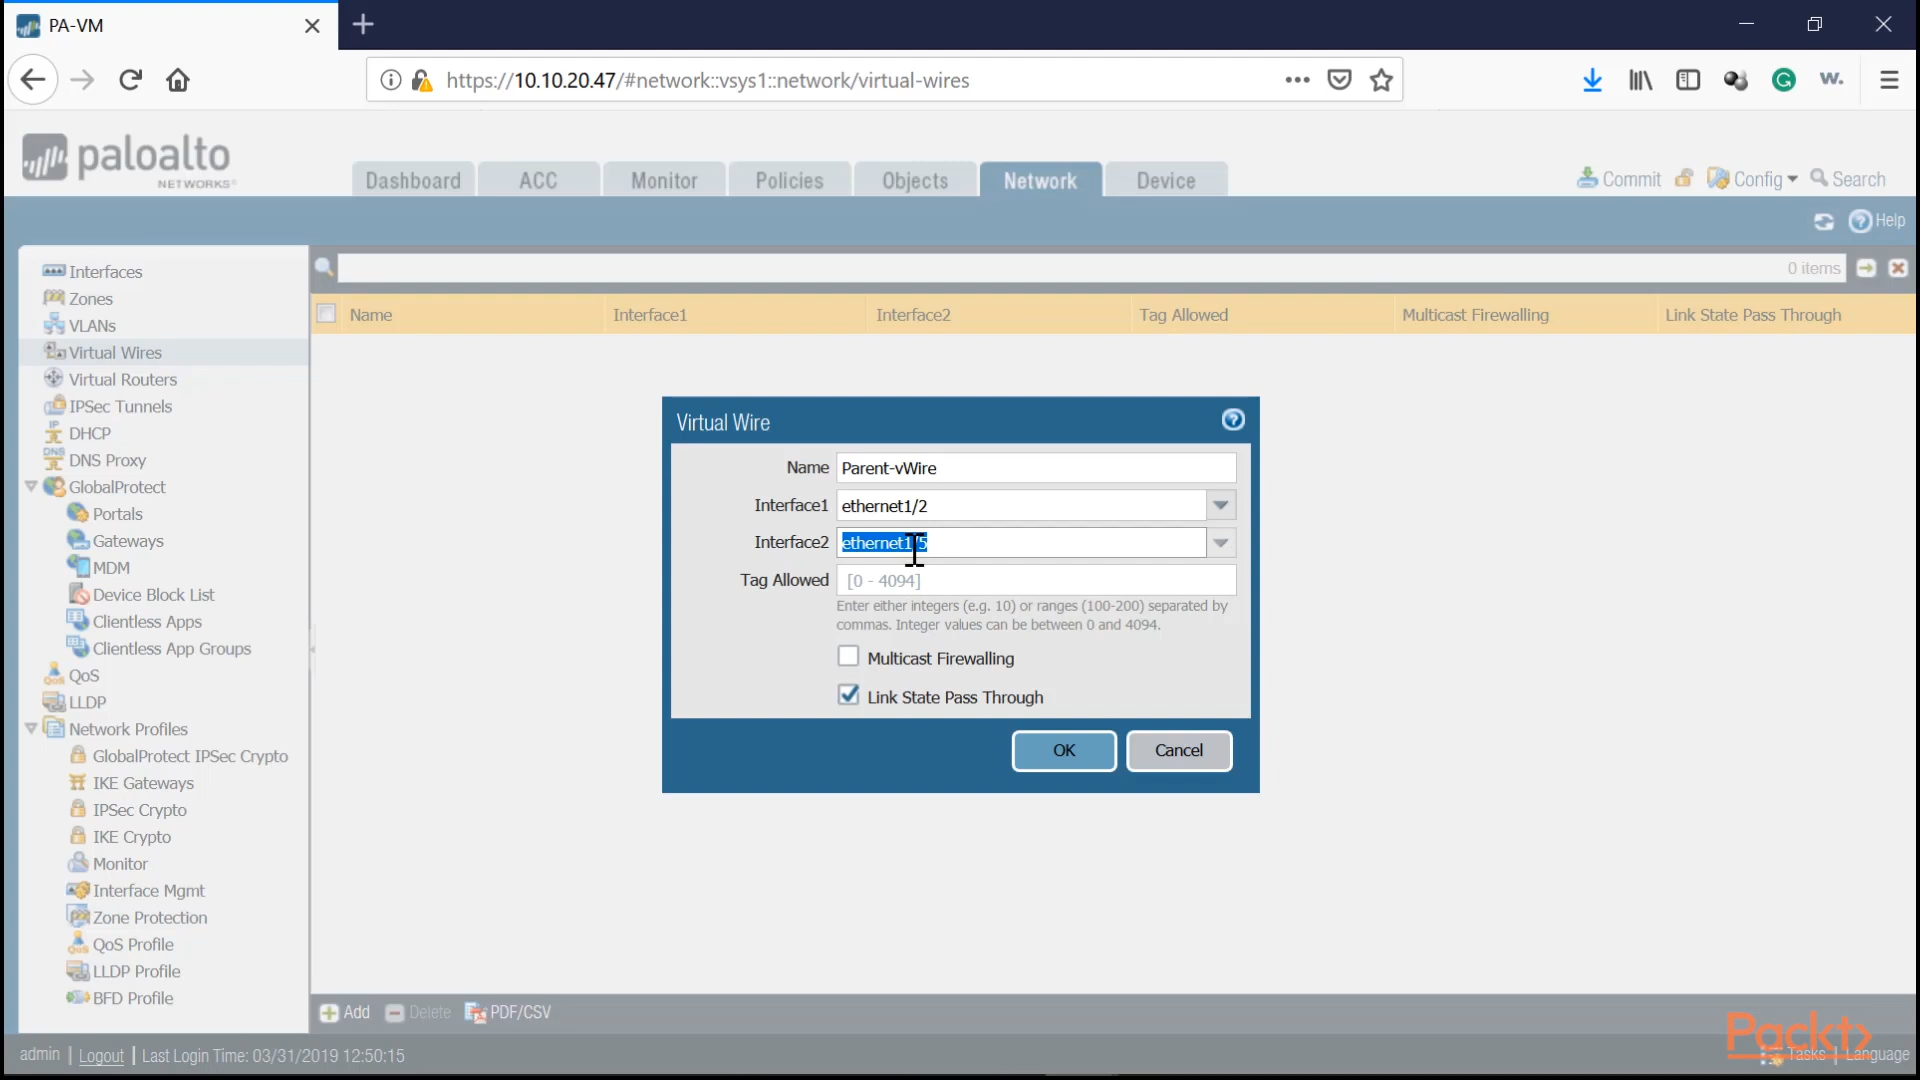 PA-VM
https://10.10.20.47/#network::vsys1::network/virtual-wires
W.
paloalto
NETWORKS
Dashboard ACC Monitor Policies Objects Network Device
Commit Config Search
Help
0 items
Interfaces
Zones
VLANs
Virtual Wires
Virtual Routers
IPSec Tunnels
DHCP
DNS Proxy
GlobalProtect
Portals
Gateways
MDM
Device Block List
Clientless Apps
Clientless App Groups
QoS
LLDP
Network Profiles
GlobalProtect IPSec Crypto
IKE Gateways
IPSec Crypto
IKE Crypto
Monitor
Interface Mgmt
Zone Protection
QoS Profile
LLDP Profile
BFD Profile
Name Interface1 Interface2 Tag Allowed Multicast Firewalling Link State Pass Through
Virtual Wire
Name Parent-vWire
Interface1 ethernet1/2
Interface2 ethernet1/5
Tag Allowed [0 - 4094]
Enter either integers (e.g. 10) or ranges (100-200) separated by
commas. Integer values can be between 0 and 4094.
Multicast Firewalling
Link State Pass Through
OK Cancel
Add Delete PDF/CSV
admin | Logout | Last Login Time: 03/31/2019 12:50:15
Packt>
Tasks | Language